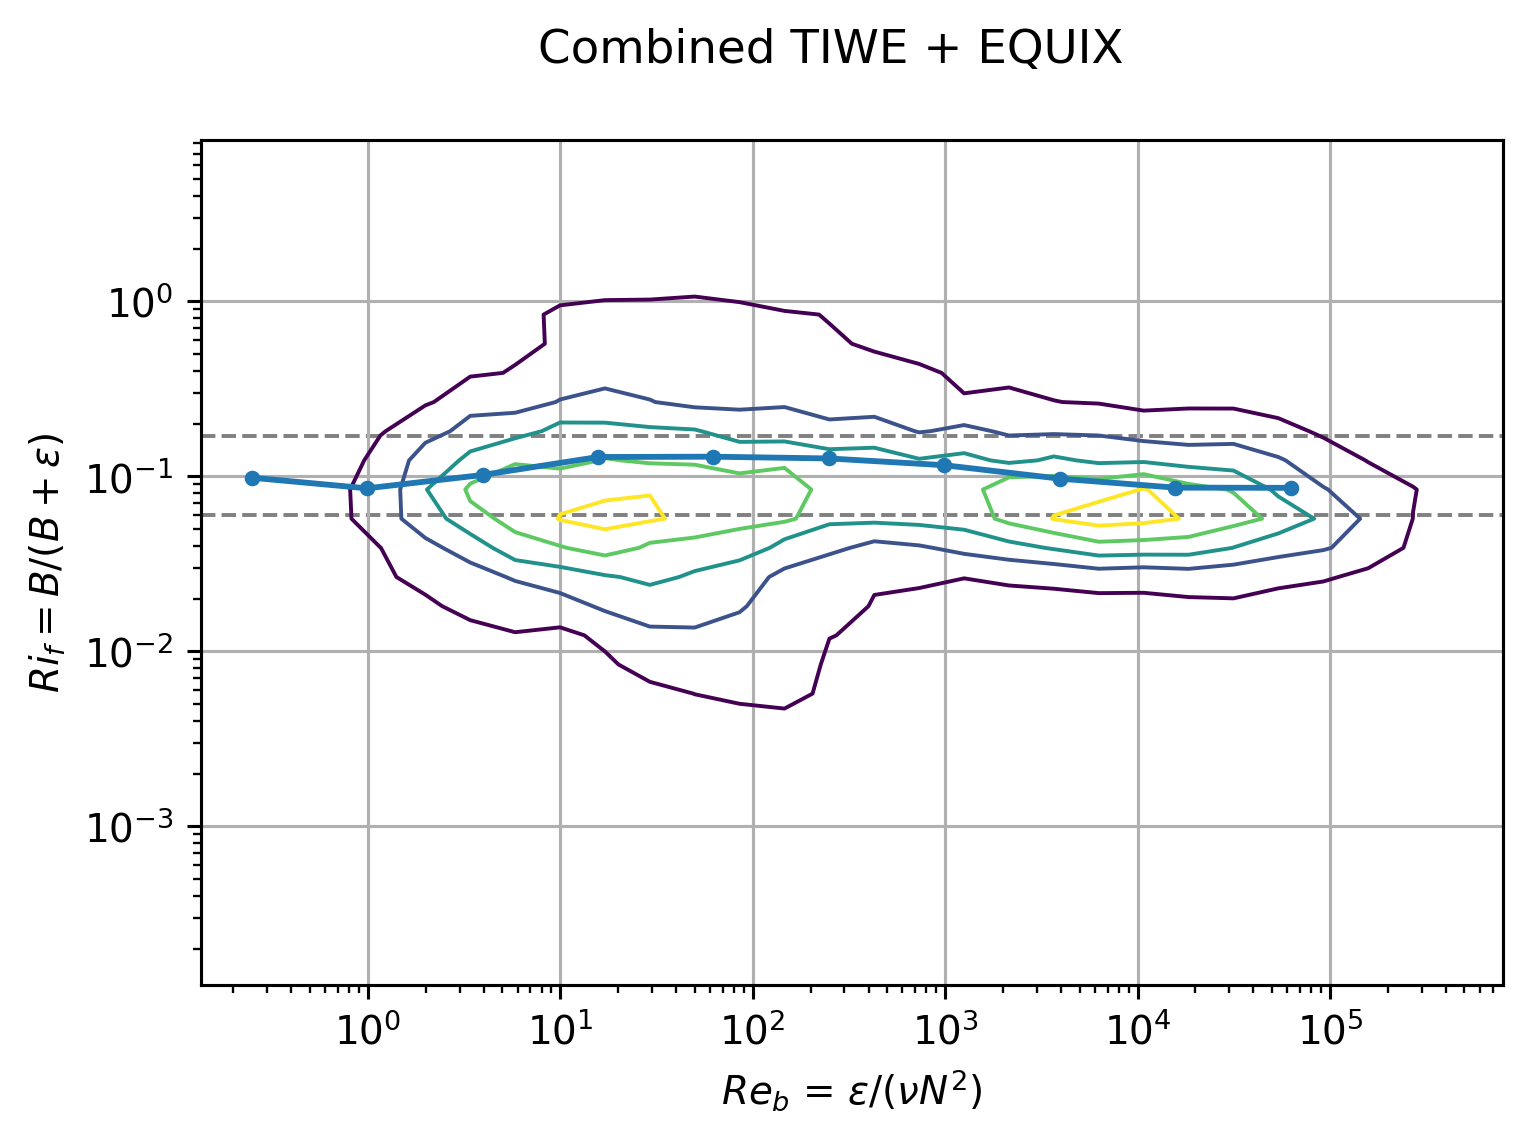 Combined TIWE + EQUIX
Ri_f = B/(B + ε)
10⁰
10⁻¹
10⁻²
10⁻³
10⁰ 10¹ 10² 10³ 10⁴ 10⁵
Re_b = ε/(νN²)